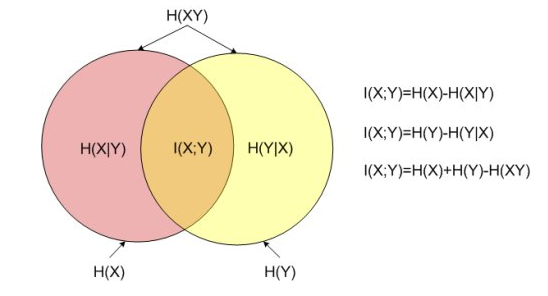 H(XY)
I(X;Y)=H(X)-H(X|Y)
I(X;Y)=H(Y)-H(Y|X)
H(X|Y)
I(X;Y)
H(Y|X)
I(X;Y)=H(X)+H(Y)-H(XY)
H(X)
H(Y)